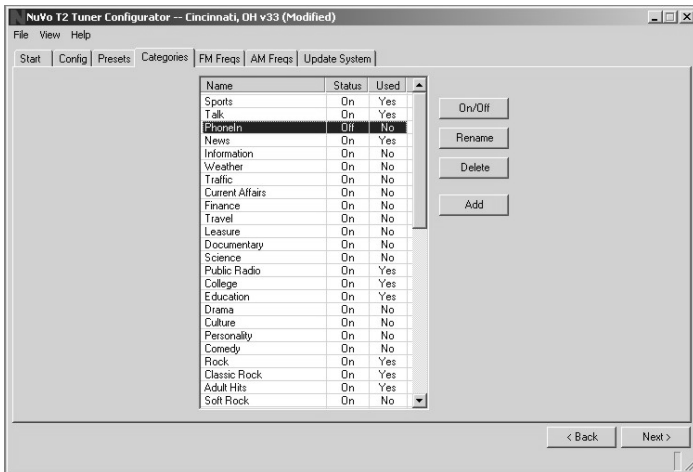 NuVo T2 Tuner Configurator -- Cincinnati, OH v33 (Modified)
File View Help
Start Config Presets Categories FM Freqs AM Freqs Update System
Name Status Used
Sports On Yes
Talk On Yes
PhoneIn Off No
News On Yes
Information On No
Weather On No
Traffic On No
Current Affairs On No
Finance On No
Travel On No
Leasure On No
Documentary On No
Science On No
Public Radio On Yes
College On Yes
Education On Yes
Drama On No
Culture On No
Personality On No
Comedy On No
Rock On Yes
Classic Rock On Yes
Adult Hits On Yes
Soft Rock On No
On/Off
Rename
Delete
Add
< Back Next >